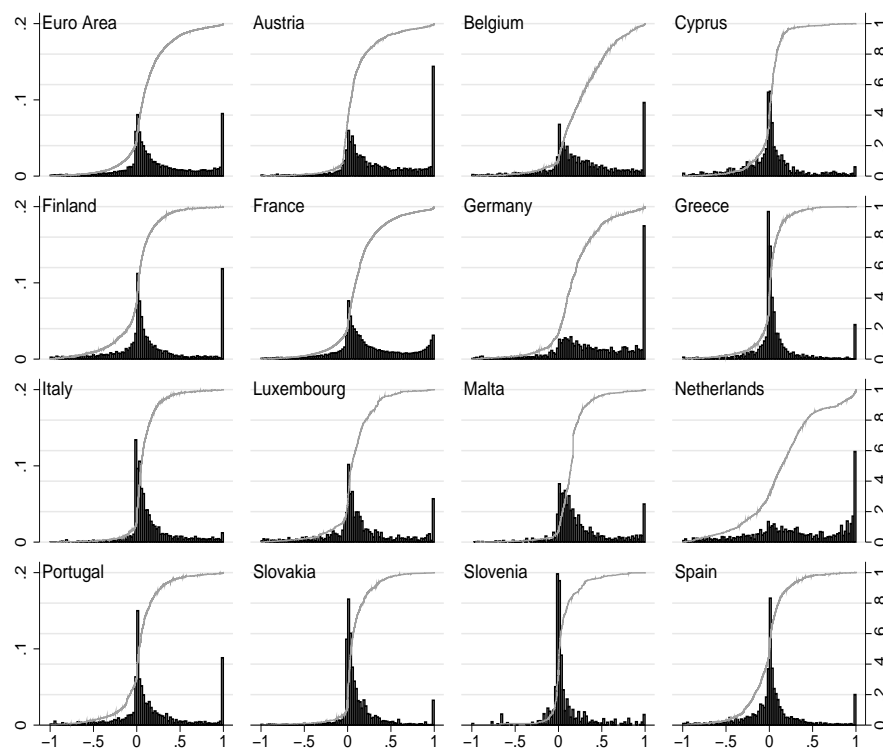 Euro Area Austria Belgium Cyprus
.2 .1 0
1 .8 .6 .4 .2 0
Finland France Germany Greece
.2 .1 0
1 .8 .6 .4 .2 0
Italy Luxembourg Malta Netherlands
.2 .1 0
1 .8 .6 .4 .2 0
Portugal Slovakia Slovenia Spain
.2 .1 0
1 .8 .6 .4 .2 0
−1 −.5 0 .5 1 −1 −.5 0 .5 1 −1 −.5 0 .5 1 −1 −.5 0 .5 1